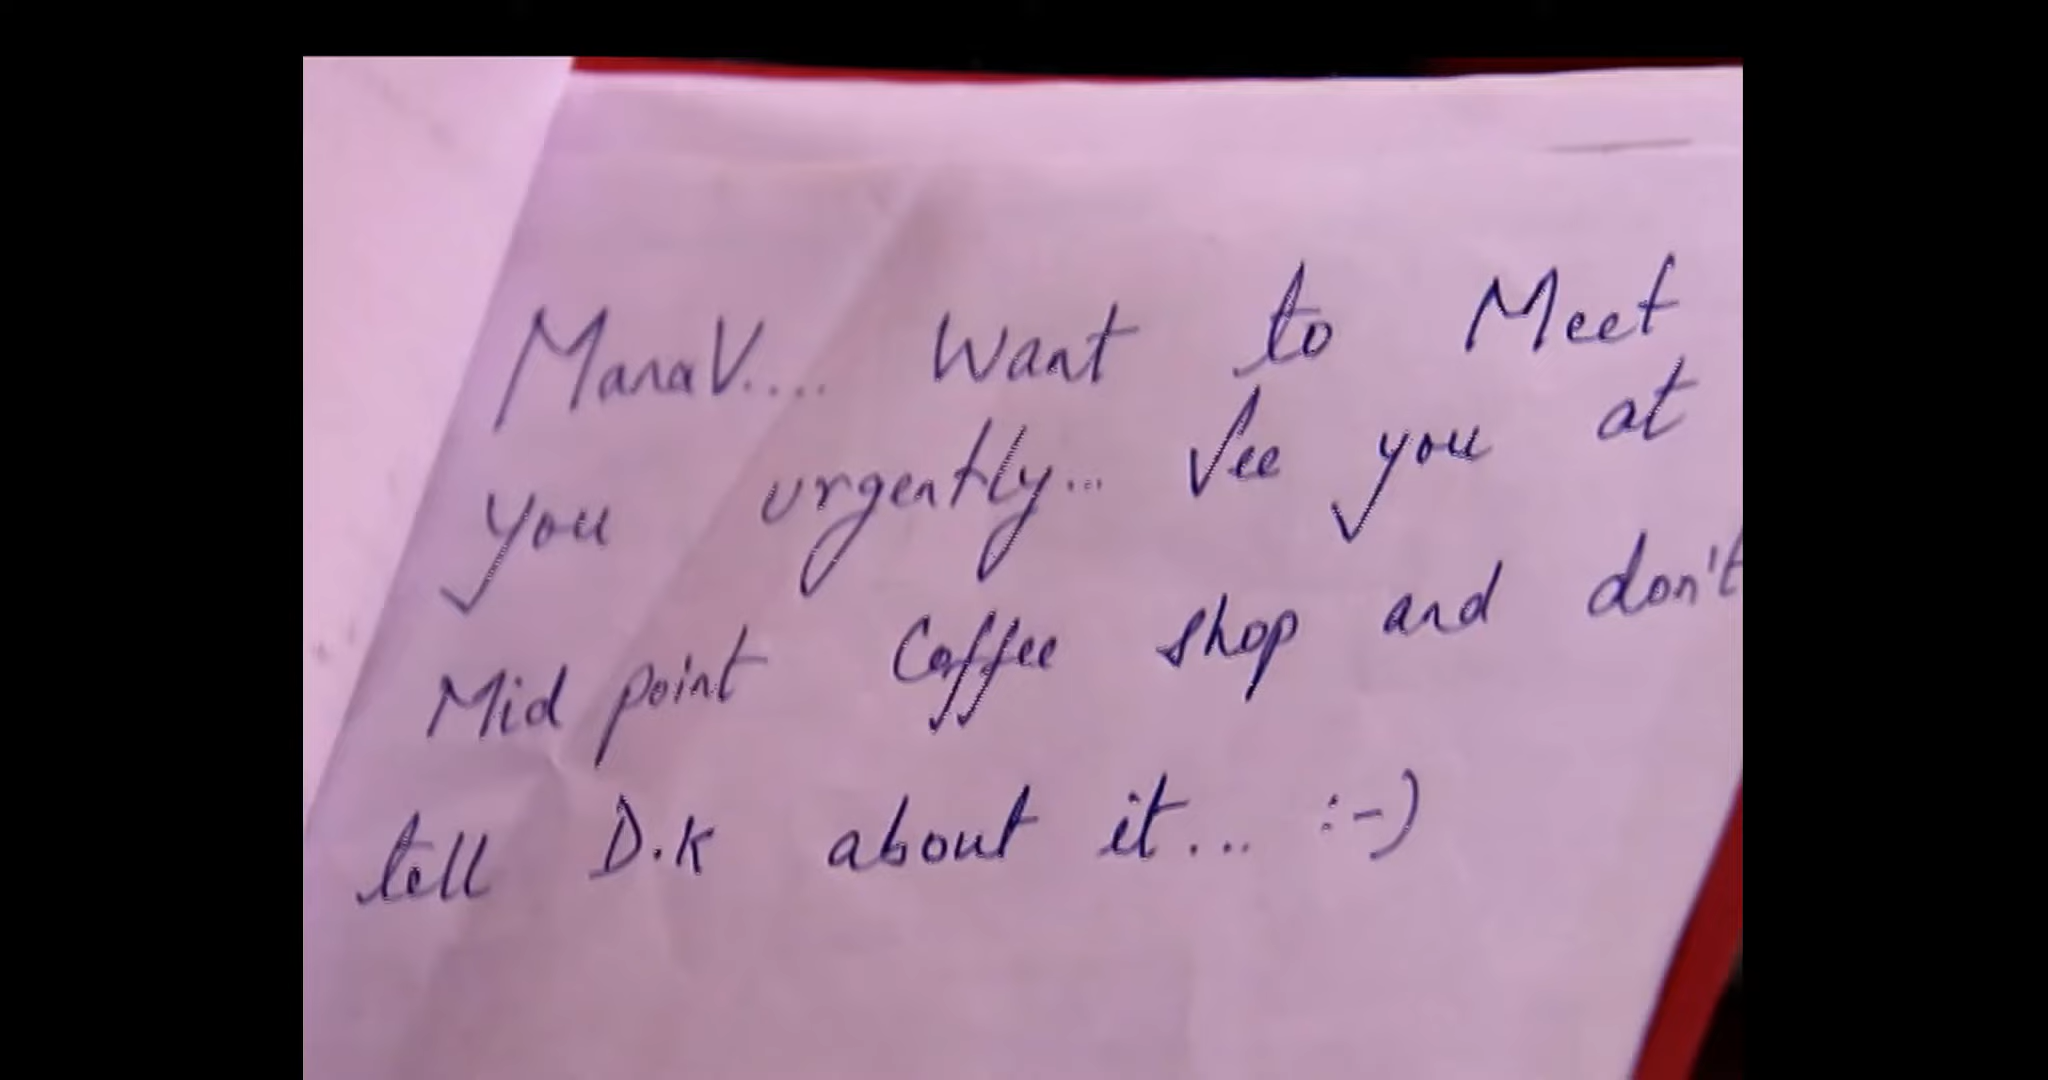 ManaV.... Want to Meet
you urgently... See you at
Mid point Coffee shop and don't
tell D.K about it... :-)